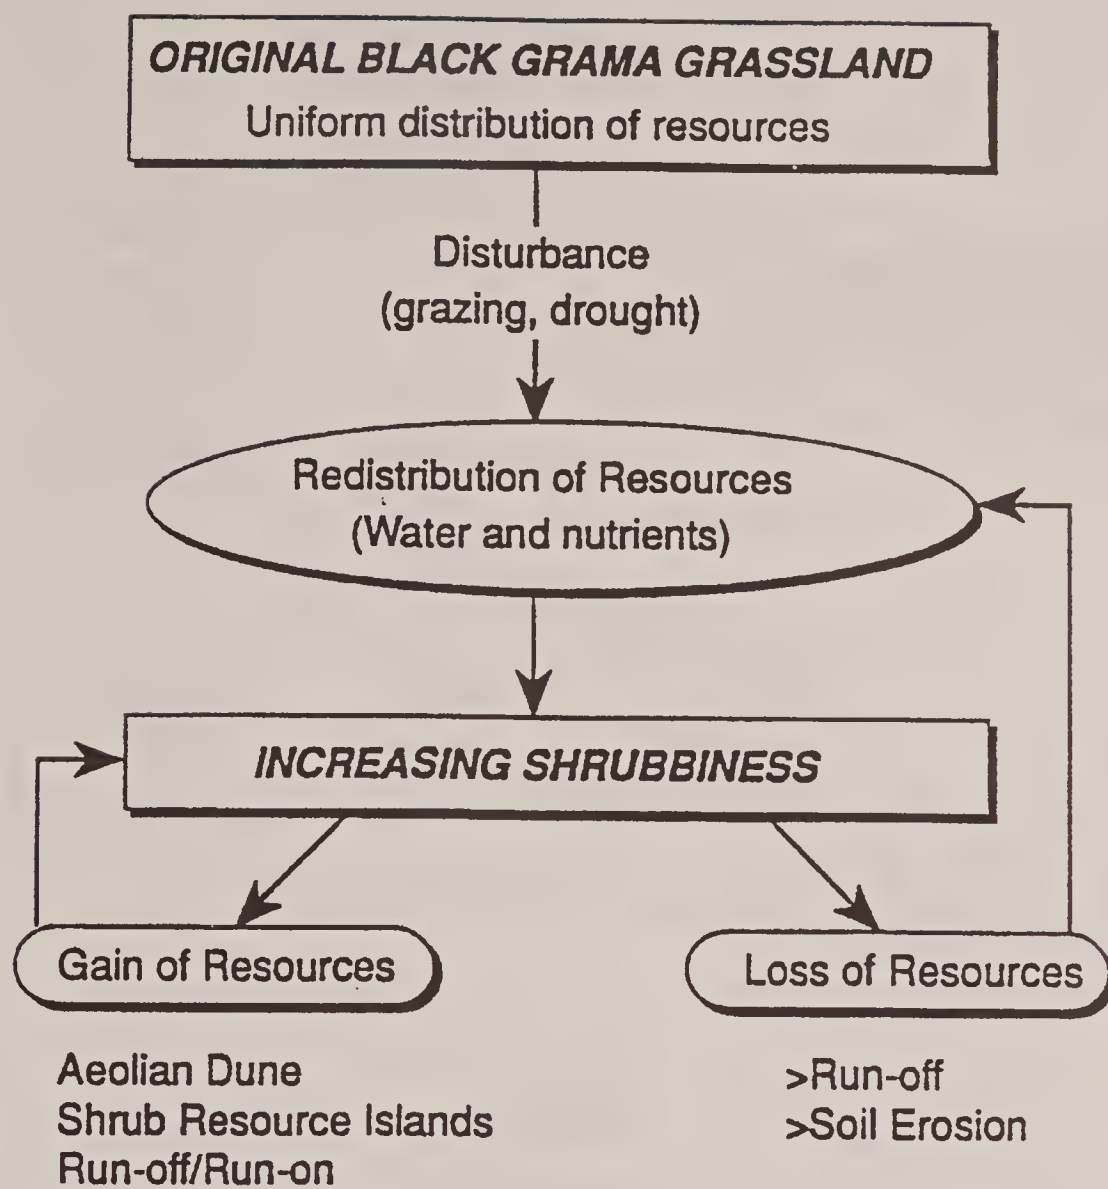 ORIGINAL BLACK GRAMA GRASSLAND
Uniform distribution of resources
Disturbance
(grazing, drought)
Redistribution of Resources
(Water and nutrients)
INCREASING SHRUBBINESS
Gain of Resources
Loss of Resources
Aeolian Dune
Shrub Resource Islands
Run-off/Run-on
>Run-off
>Soil Erosion